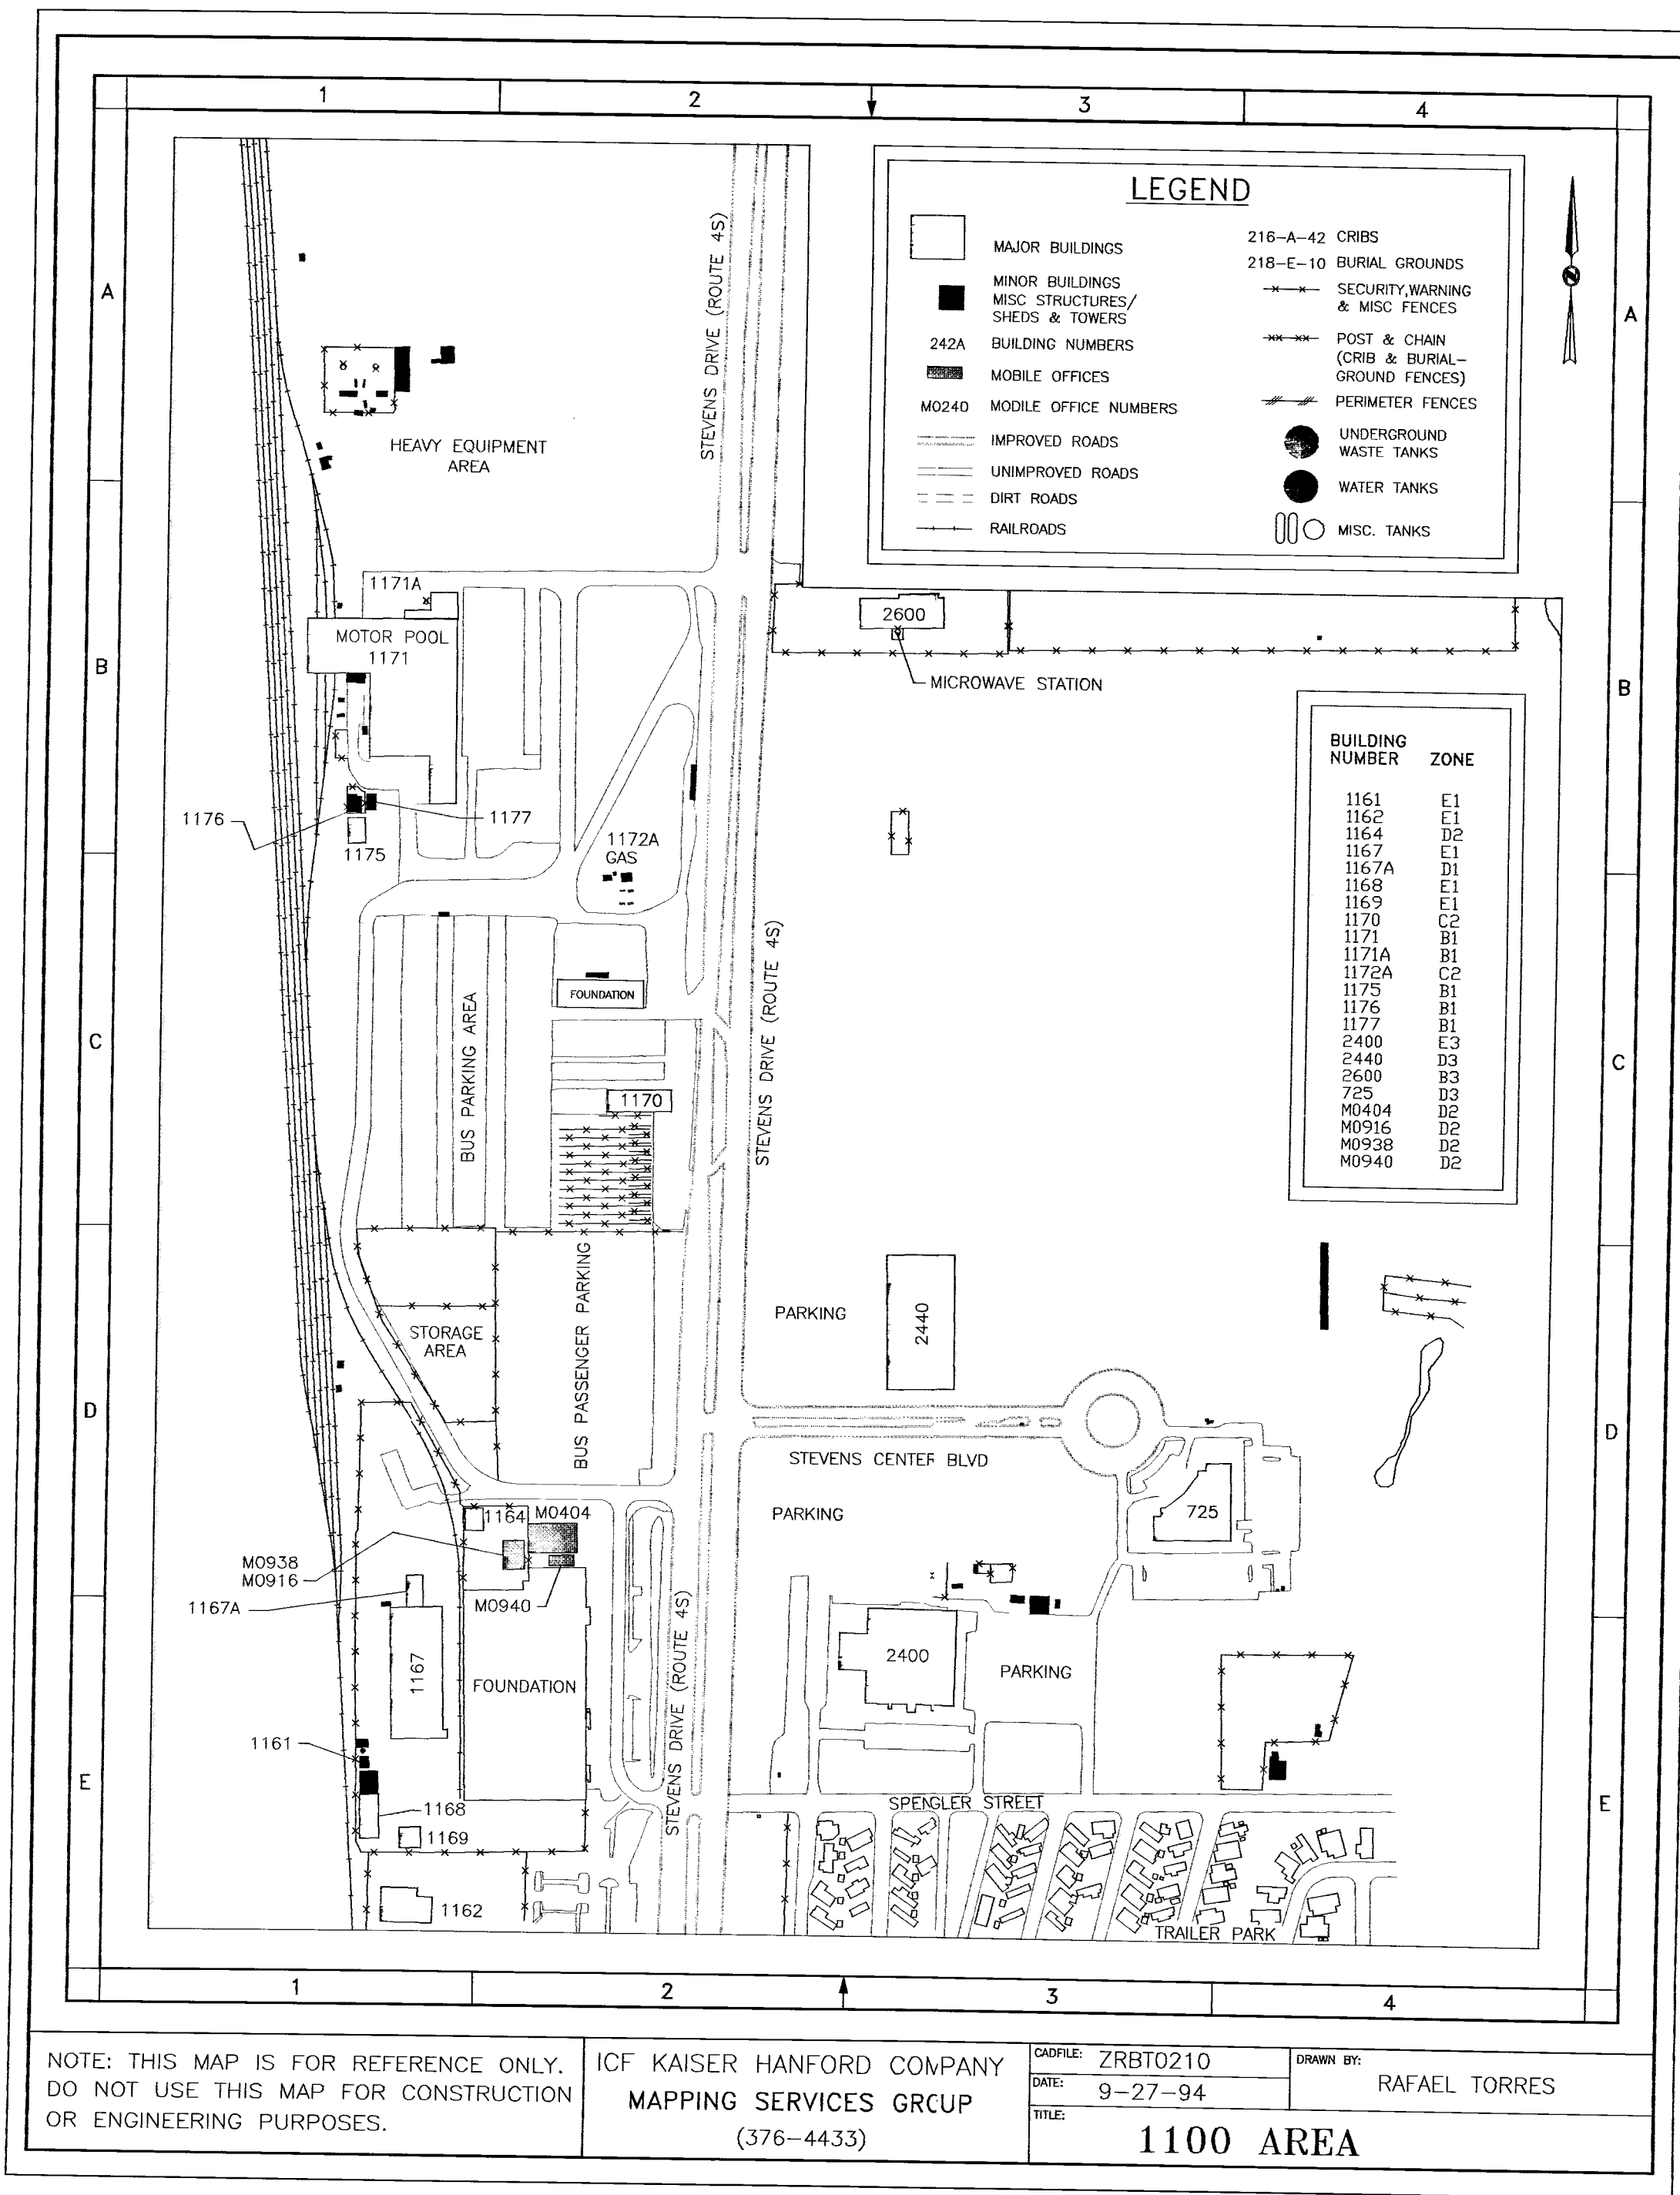 1 2 3 4
LEGEND
MAJOR BUILDINGS
MINOR BUILDINGS
MISC STRUCTURES/
SHEDS & TOWERS
242A BUILDING NUMBERS
MOBILE OFFICES
MO240 MODILE OFFICE NUMBERS
IMPROVED ROADS
UNIMPROVED ROADS
DIRT ROADS
RAILROADS
216-A-42 CRIBS
218-E-10 BURIAL GROUNDS
SECURITY,WARNING
& MISC FENCES
POST & CHAIN
(CRIB & BURIAL-
GROUND FENCES)
PERIMETER FENCES
UNDERGROUND
WASTE TANKS
WATER TANKS
MISC. TANKS
A
A
STEVENS DRIVE (ROUTE 4S)
HEAVY EQUIPMENT
AREA
1171A
MOTOR POOL
1171
2600
MICROWAVE STATION
B
B
1176
1177
1175
1172A
GAS
BUILDING
NUMBER ZONE
1161 E1
1162 E1
1164 D2
1167 E1
1167A D1
1168 E1
1169 E1
1170 C2
1171 B1
1171A B1
1172A C2
1175 B1
1176 B1
1177 B1
2400 E3
2440 D3
2600 B3
725 D3
MO404 D2
MO916 D2
MO938 D2
MO940 D2
FOUNDATION
BUS PARKING AREA
STEVENS DRIVE (ROUTE 4S)
C
C
1170
BUS PASSENGER PARKING
STORAGE
AREA
PARKING
2440
D
D
STEVENS CENTER BLVD
PARKING
725
1164
MO404
MO938
MO916
MO940
1167A
1167
FOUNDATION
STEVENS DRIVE (ROUTE 4S)
2400
PARKING
1161
E
E
SPENGLER STREET
1168
1169
1162
TRAILER PARK
1 2 3 4
NOTE: THIS MAP IS FOR REFERENCE ONLY.
DO NOT USE THIS MAP FOR CONSTRUCTION
OR ENGINEERING PURPOSES.
ICF KAISER HANFORD COMPANY
MAPPING SERVICES GROUP
(376-4433)
CADFILE: ZRBT0210
DATE: 9-27-94
DRAWN BY:
RAFAEL TORRES
TITLE:
1100 AREA